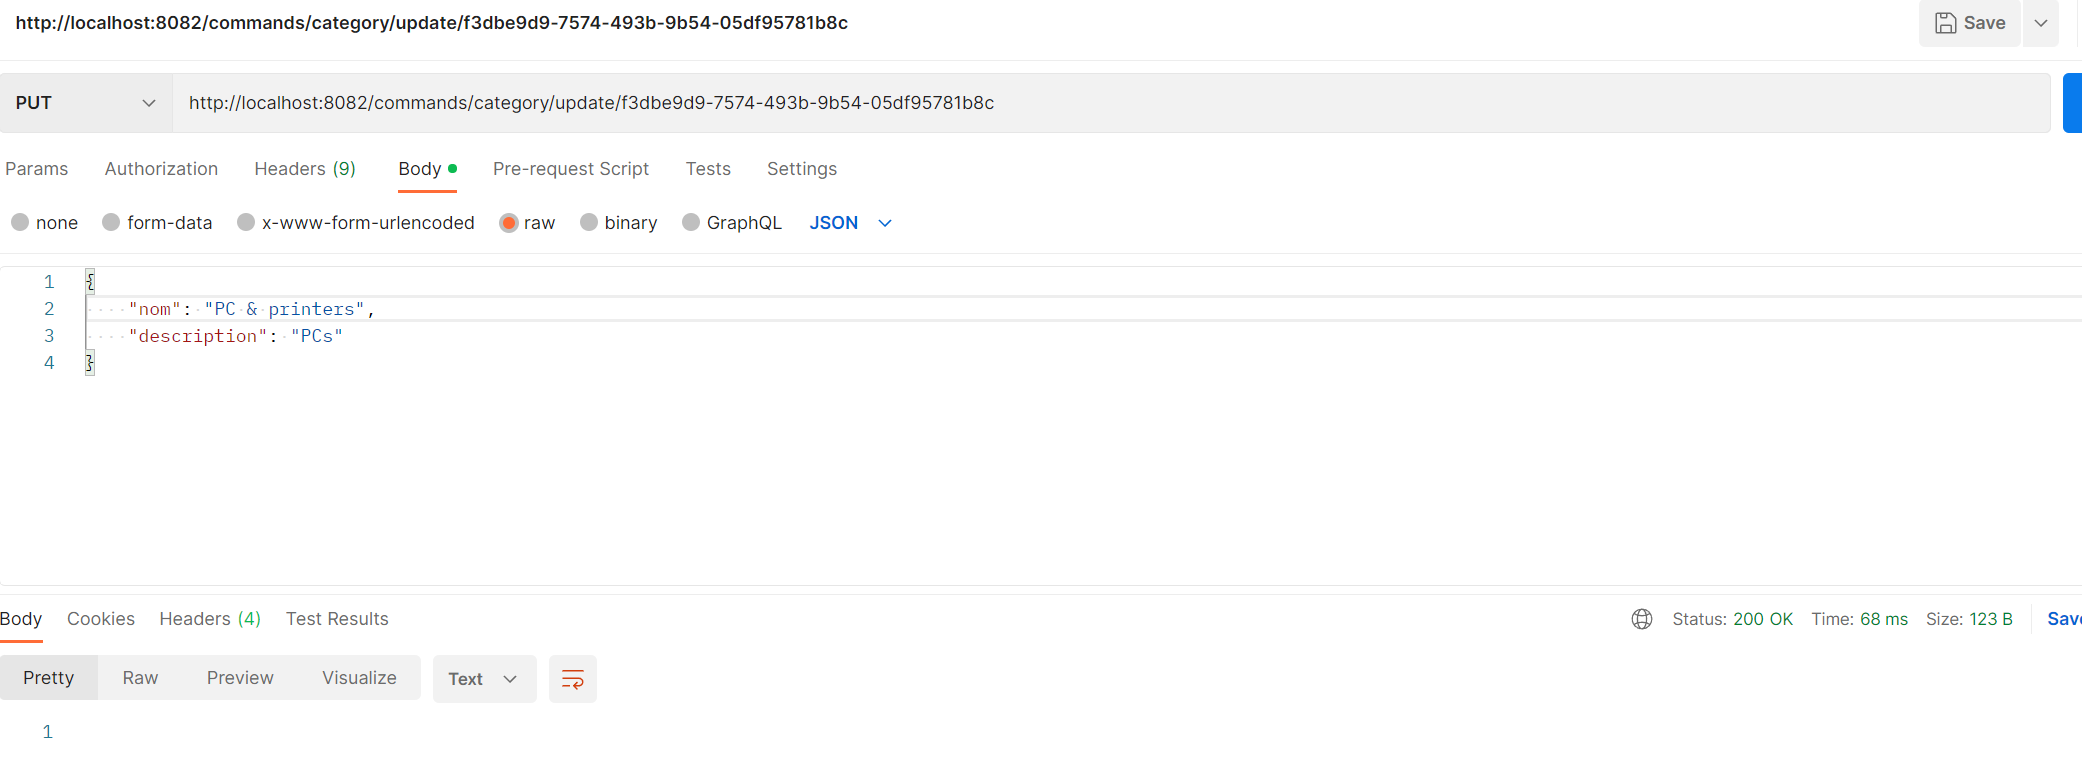 http://localhost:8082/commands/category/update/f3dbe9d9-7574-493b-9b54-05df95781b8c
Save
PUT http://localhost:8082/commands/category/update/f3dbe9d9-7574-493b-9b54-05df95781b8c
Params Authorization Headers (9) Body Pre-request Script Tests Settings
none form-data x-www-form-urlencoded raw binary GraphQL JSON
1 {
2 "nom": "PC & printers",
3 "description": "PCs"
4 }
Body Cookies Headers (4) Test Results Status: 200 OK Time: 68 ms Size: 123 B Save
Pretty Raw Preview Visualize Text
1